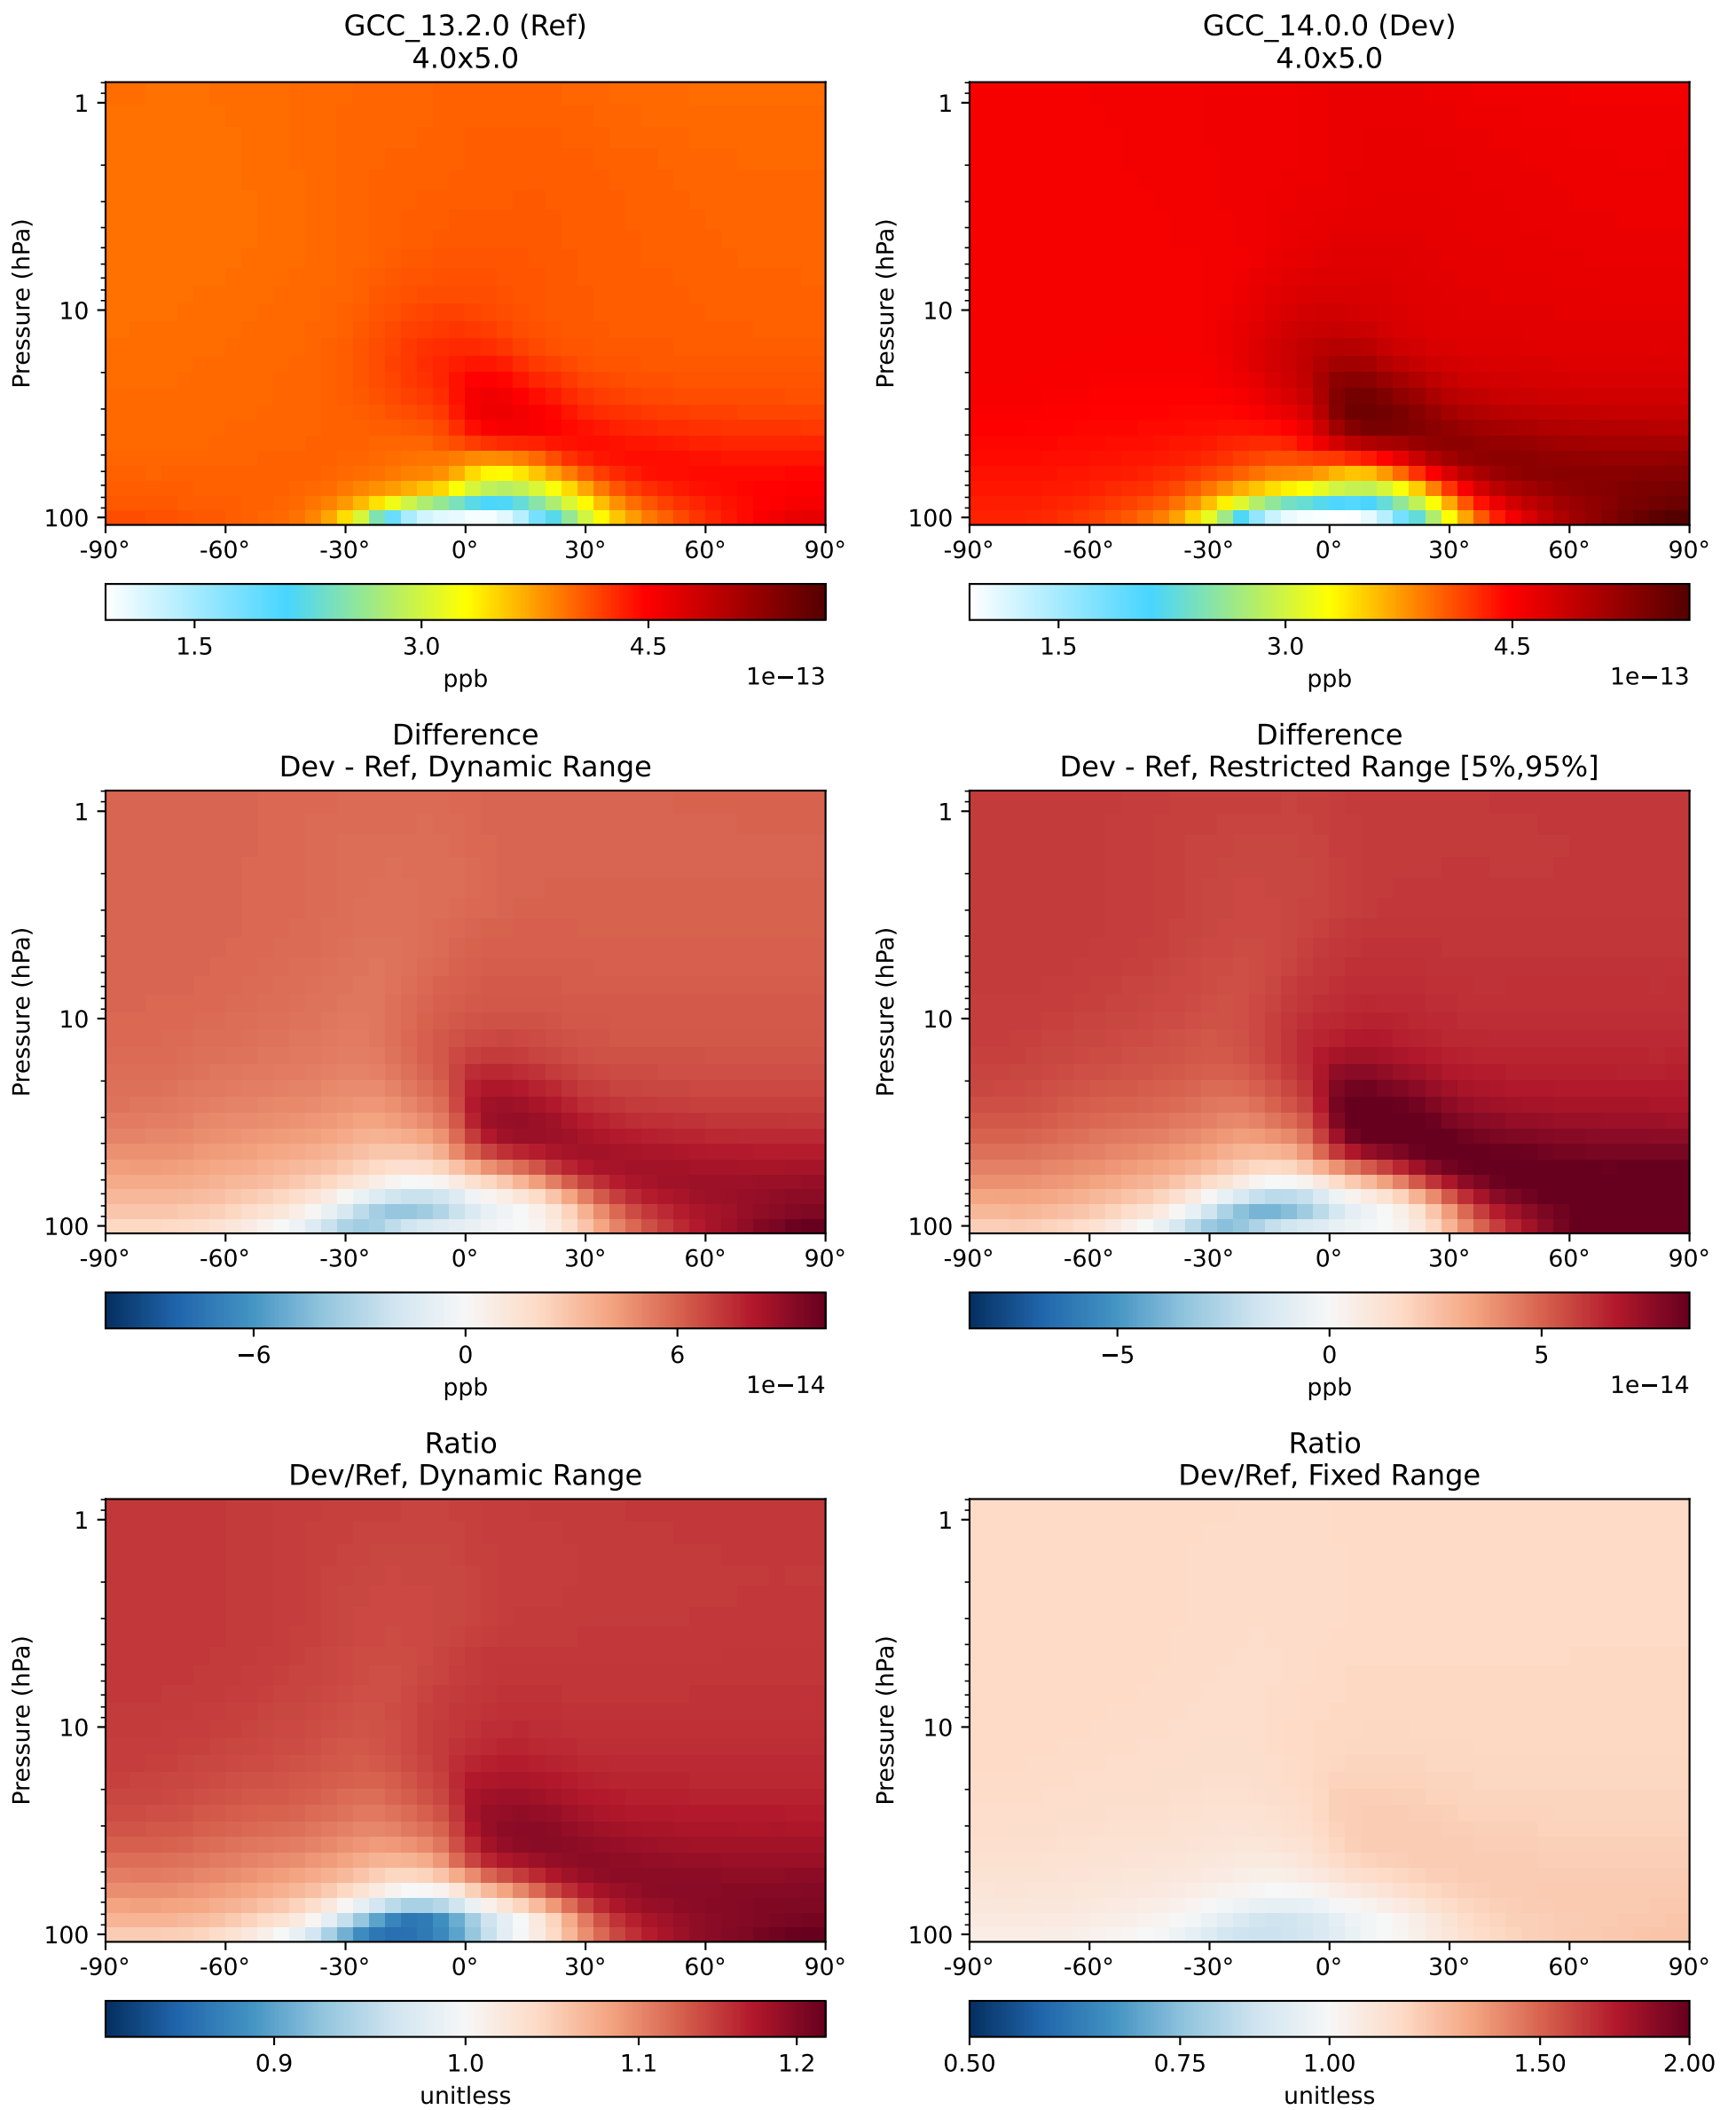 GCC_13.2.0 (Ref)
4.0x5.0
Pressure (hPa)
1
10
100
-90° -60° -30° 0° 30° 60° 90°
1.5 3.0 4.5
ppb
1e−13
GCC_14.0.0 (Dev)
4.0x5.0
Pressure (hPa)
1
10
100
-90° -60° -30° 0° 30° 60° 90°
1.5 3.0 4.5
ppb
1e−13
Difference
Dev - Ref, Dynamic Range
Pressure (hPa)
1
10
100
-90° -60° -30° 0° 30° 60° 90°
−6 0 6
ppb
1e−14
Difference
Dev - Ref, Restricted Range [5%,95%]
Pressure (hPa)
1
10
100
-90° -60° -30° 0° 30° 60° 90°
−5 0 5
ppb
1e−14
Ratio
Dev/Ref, Dynamic Range
Pressure (hPa)
1
10
100
-90° -60° -30° 0° 30° 60° 90°
0.9 1.0 1.1 1.2
unitless
Ratio
Dev/Ref, Fixed Range
Pressure (hPa)
1
10
100
-90° -60° -30° 0° 30° 60° 90°
0.50 0.75 1.00 1.50 2.00
unitless